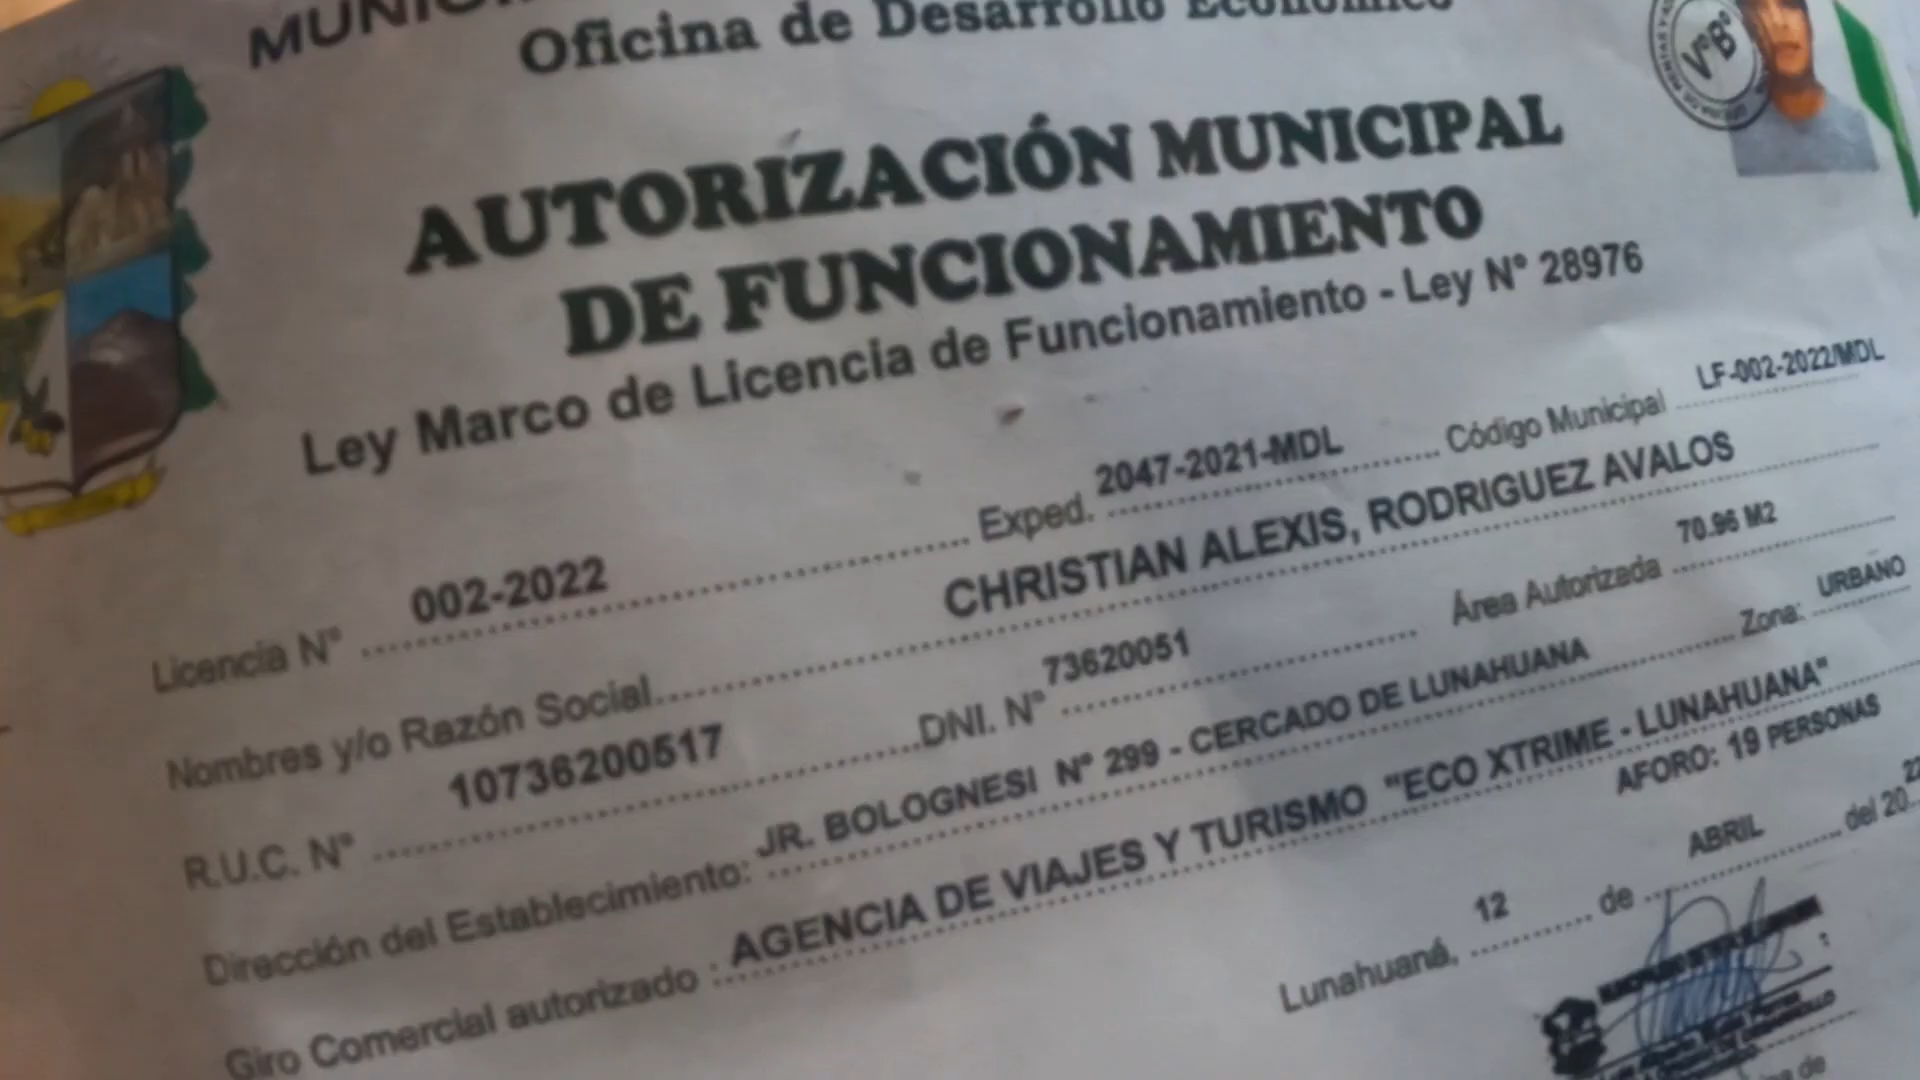 Oficina de Desarrollo Económico
V°B°
AUTORIZACIÓN MUNICIPAL
DE FUNCIONAMIENTO
Ley Marco de Licencia de Funcionamiento - Ley N° 28976
Licencia N° 002-2022 Exped. 2047-2021-MDL Código Municipal LF-002-2022/MDL
Nombres y/o Razón Social CHRISTIAN ALEXIS, RODRIGUEZ AVALOS
R.U.C. N° 10736200517 DNI. N° 73620051 Área Autorizada 70.96 M2
Dirección del Establecimiento: JR. BOLOGNESI N° 299 - CERCADO DE LUNAHUANA Zona: URBANO
Giro Comercial autorizado : AGENCIA DE VIAJES Y TURISMO "ECO XTRIME - LUNAHUANA"
AFORO: 19 PERSONAS
Lunahuaná, 12 de ABRIL del 2022